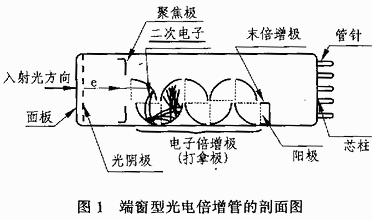 聚焦极
二次电子
末倍增极
管针
入射光方向
e
面板
光阴极
电子倍增极
(打拿极)
阳极
芯柱
图1 端窗型光电倍增管的剖面图